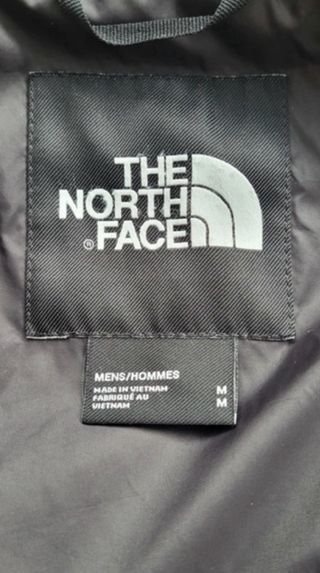 THE
NORTH
® FACE
MENS/HOMMES
MADE IN VIETNAM M
FABRIQUÉ AU
VIETNAM M